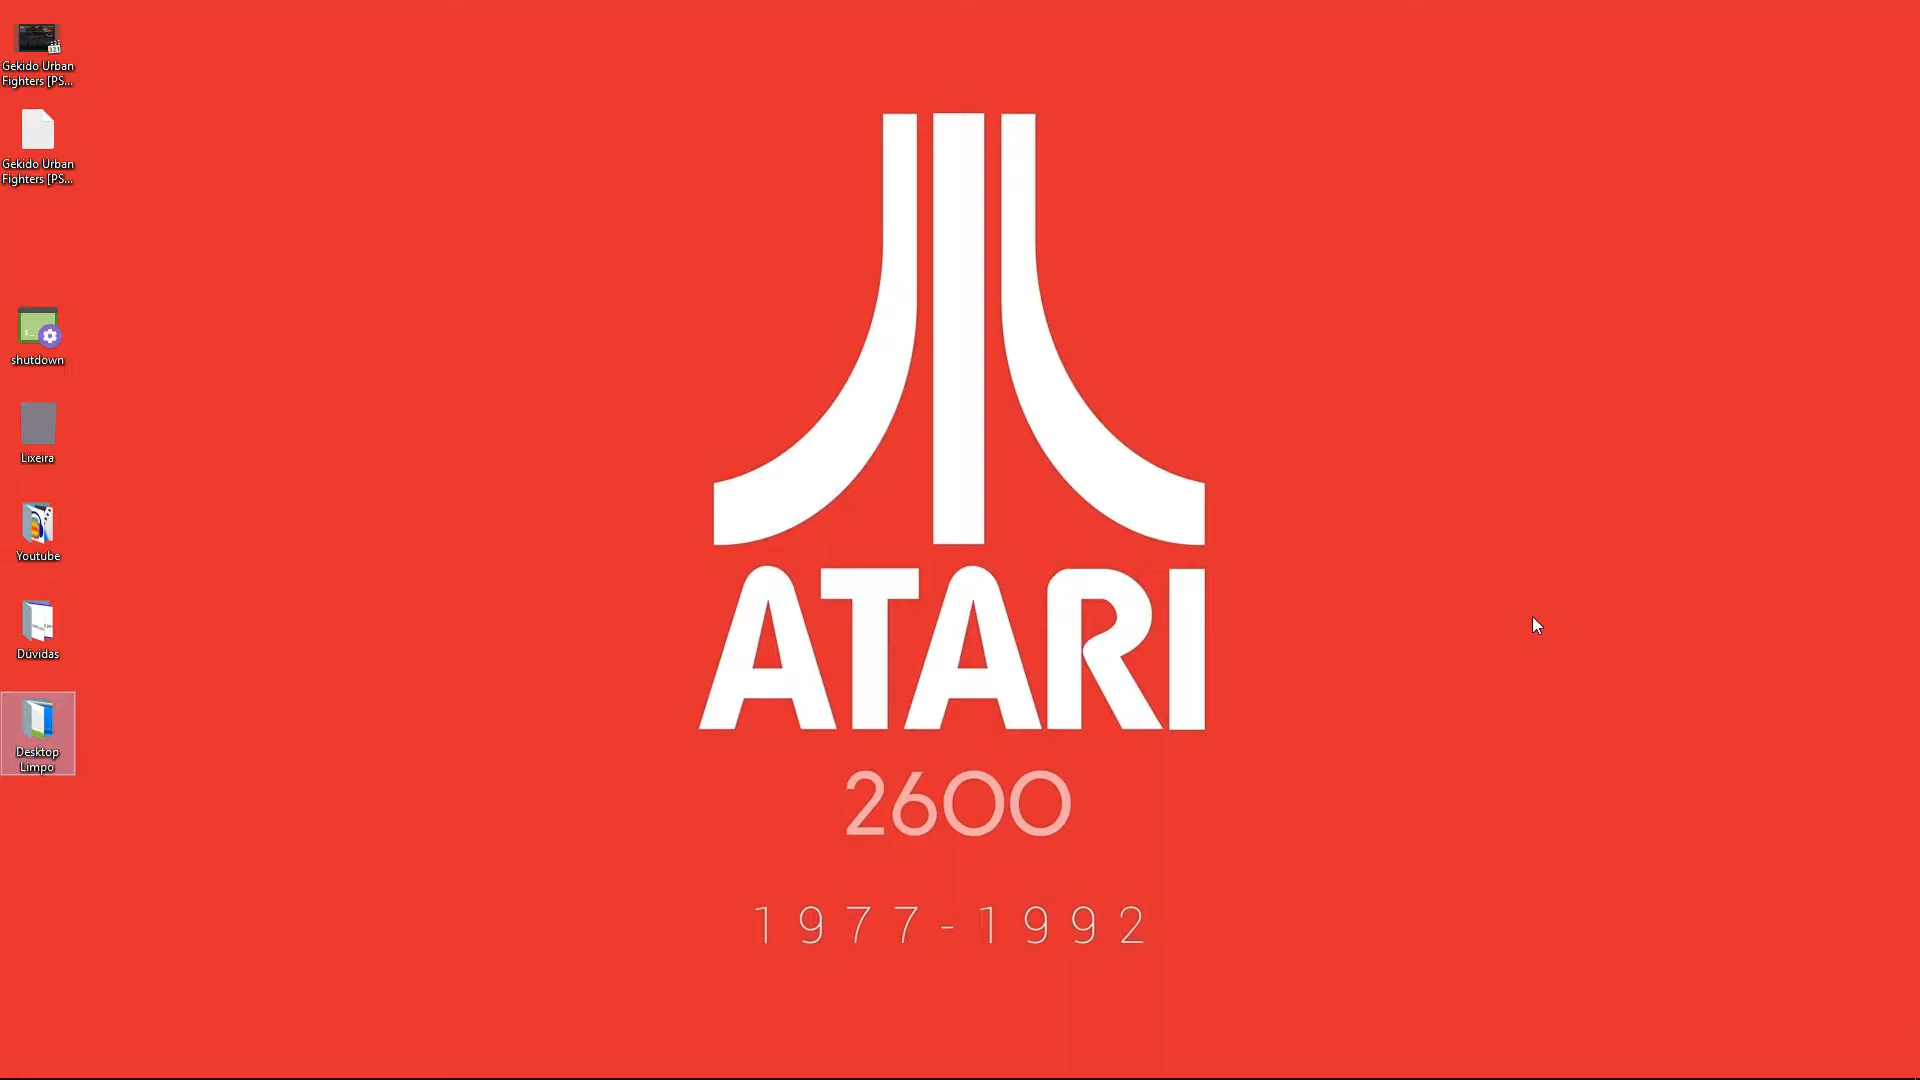 Gekido Urban
Fighters [PS...
Gekido Urban
Fighters [PS...
shutdown
Lixeira
Youtube
Dúvidas
Desktop
Limpo
ATARI
2600
1977-1992